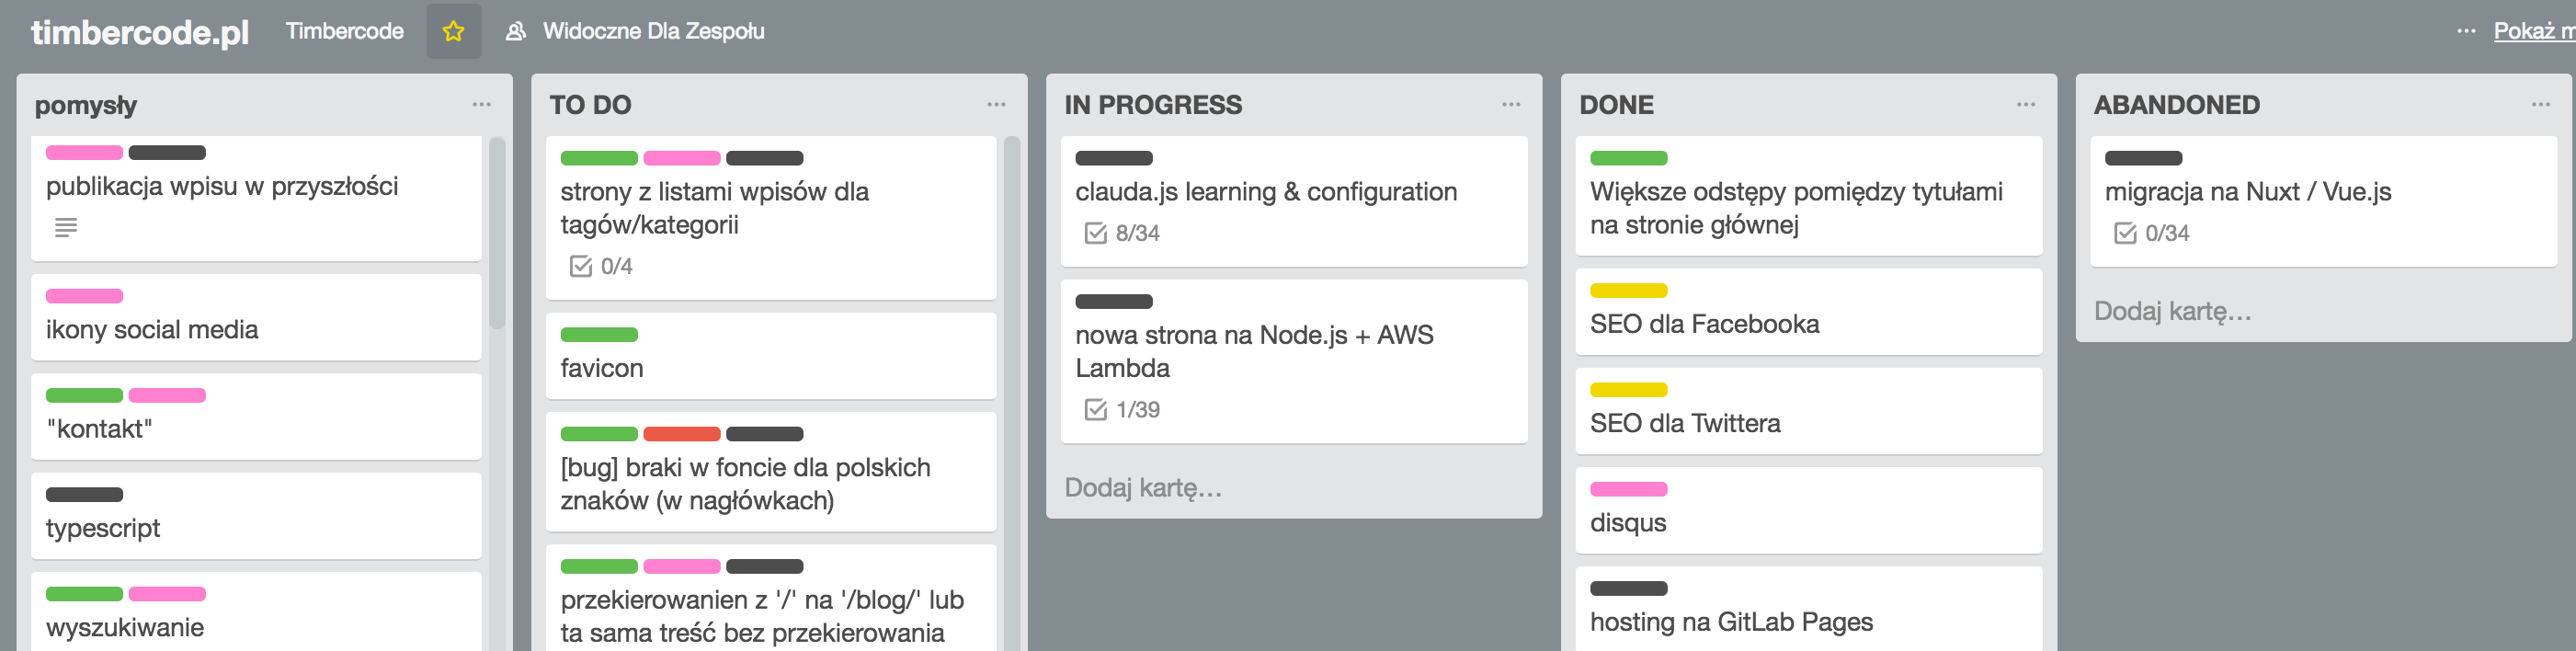 timbercode.pl
Timbercode
Widoczne Dla Zespołu
Pokaż m
pomysły
publikacja wpisu w przyszłości
ikony social media
"kontakt"
typescript
wyszukiwanie
TO DO
strony z listami wpisów dla
tagów/kategorii
0/4
favicon
[bug] braki w foncie dla polskich
znaków (w nagłówkach)
przekierowanien z '/' na '/blog/' lub
ta sama treść bez przekierowania
IN PROGRESS
clauda.js learning & configuration
8/34
nowa strona na Node.js + AWS
Lambda
1/39
Dodaj kartę…
DONE
Większe odstępy pomiędzy tytułami
na stronie głównej
SEO dla Facebooka
SEO dla Twittera
disqus
hosting na GitLab Pages
ABANDONED
migracja na Nuxt / Vue.js
0/34
Dodaj kartę…